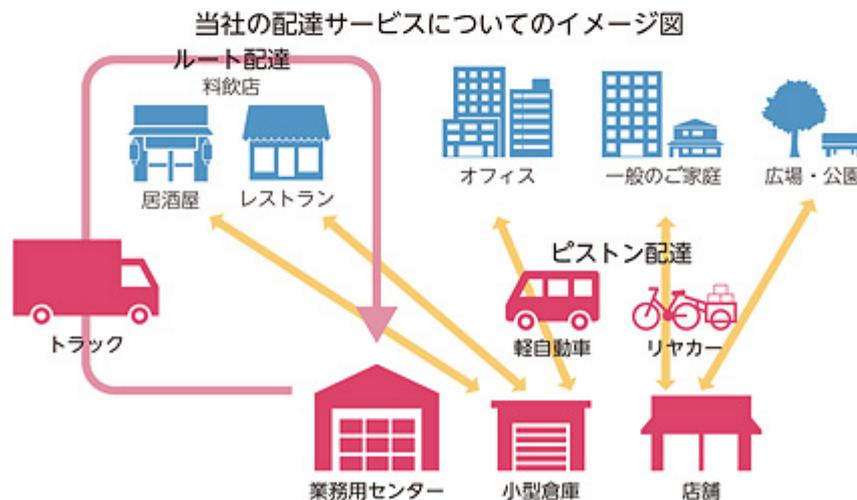 当社の配達サービスについてのイメージ図
ルート配達
料飲店
居酒屋
レストラン
オフィス
一般のご家庭
広場・公園
ピストン配達
トラック
軽自動車
リヤカー
業務用センター
小型倉庫
店舗